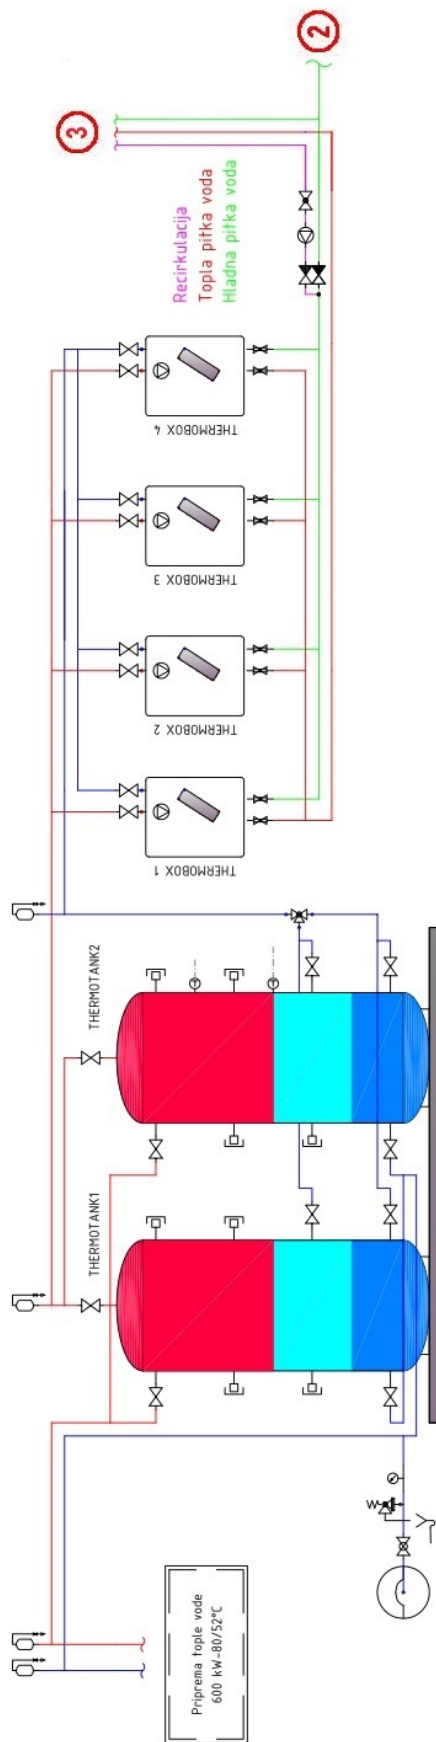 Priprema tople vode
600 kW-80/52°C
THERMOTANK1
THERMOTANK2
THERMOBOX 1
THERMOBOX 2
THERMOBOX 3
THERMOBOX 4
Recirkulacija
Topla pitka voda
Hladna pitka voda
3
2